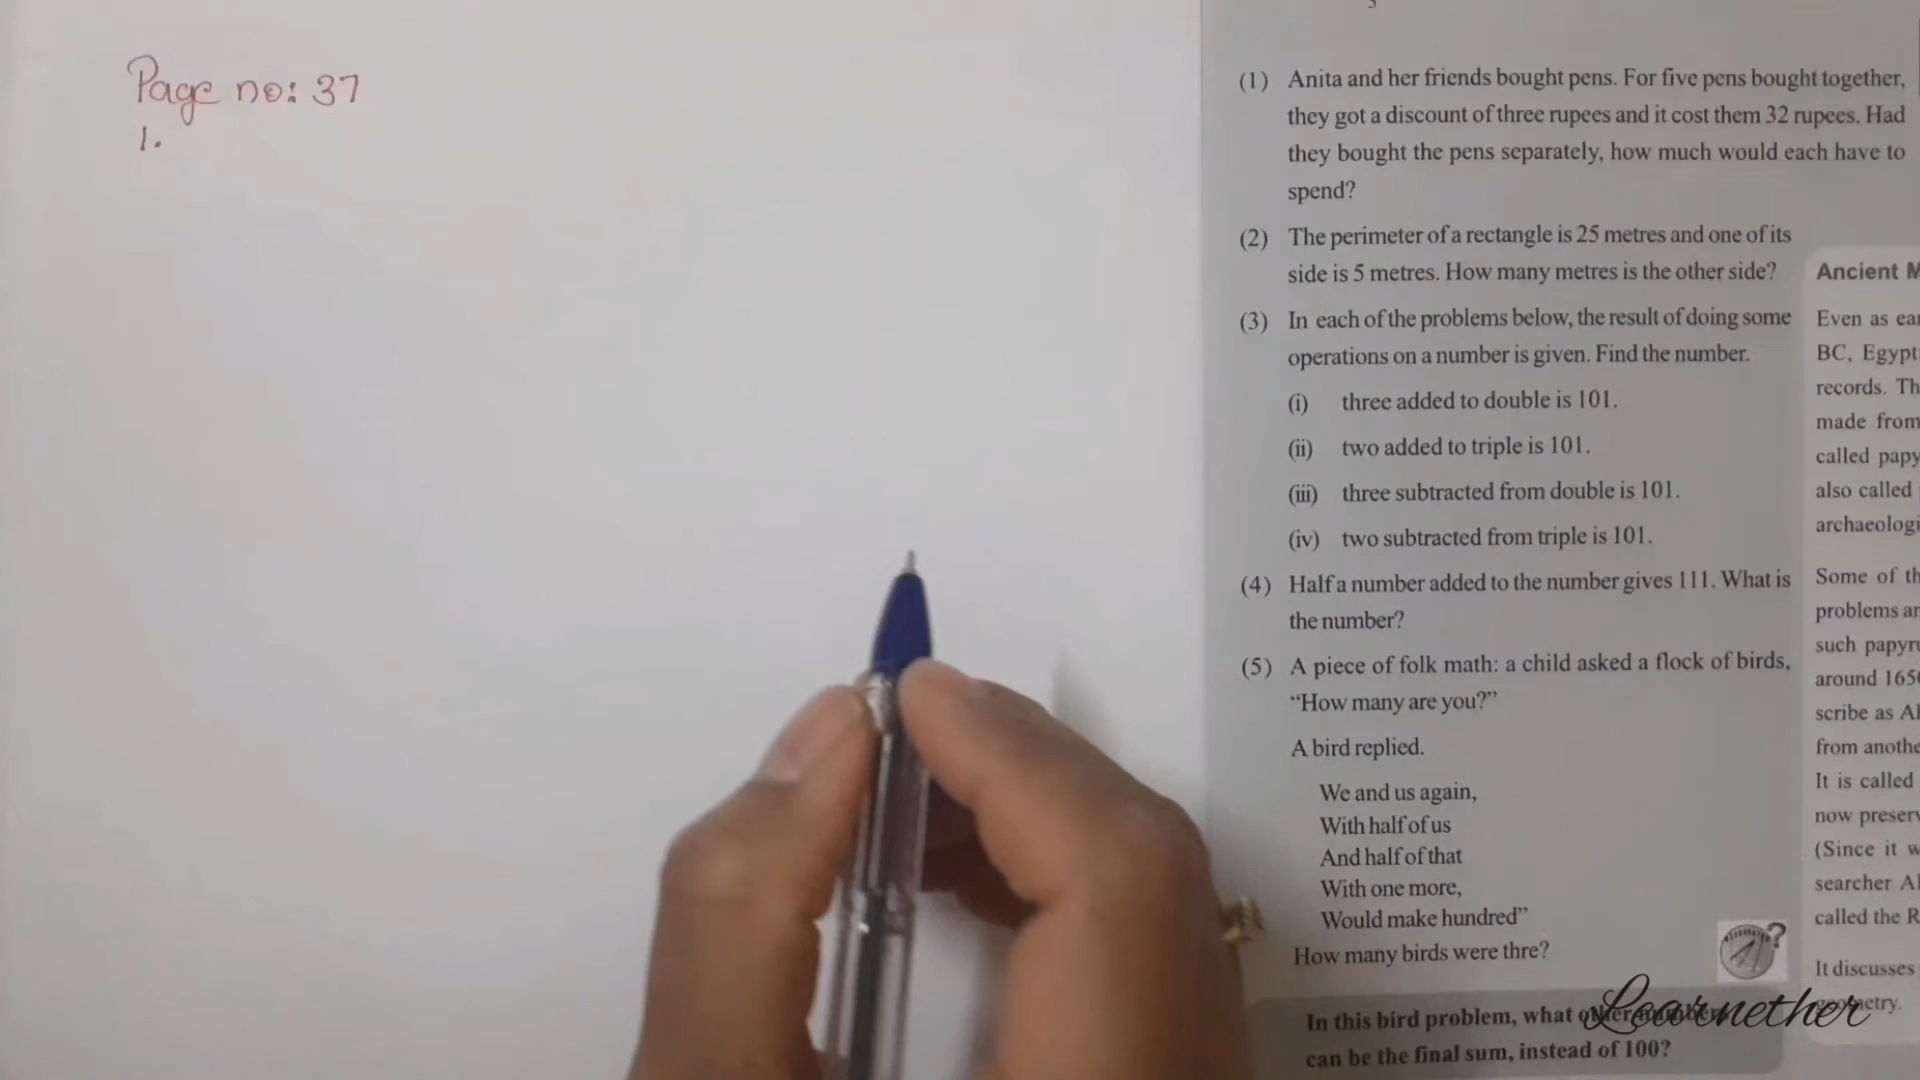 Page no: 37
1.
(1) Anita and her friends bought pens. For five pens bought together,
they got a discount of three rupees and it cost them 32 rupees. Had
they bought the pens separately, how much would each have to
spend?
(2) The perimeter of a rectangle is 25 metres and one of its
side is 5 metres. How many metres is the other side?
(3) In each of the problems below, the result of doing some
operations on a number is given. Find the number.
(i) three added to double is 101.
(ii) two added to triple is 101.
(iii) three subtracted from double is 101.
(iv) two subtracted from triple is 101.
(4) Half a number added to the number gives 111. What is
the number?
(5) A piece of folk math: a child asked a flock of birds,
“How many are you?”
A bird replied.
We and us again,
With half of us
And half of that
With one more,
Would make hundred”
How many birds were thre?
In this bird problem, what
can be the final sum, instead of 100?
Ancient
Even as
BC,
records.
made from
called
also called
Some of
problems
such
around
scribe as
from
It is called
now
(Since it
searcher
called the
It discusses
Learnether